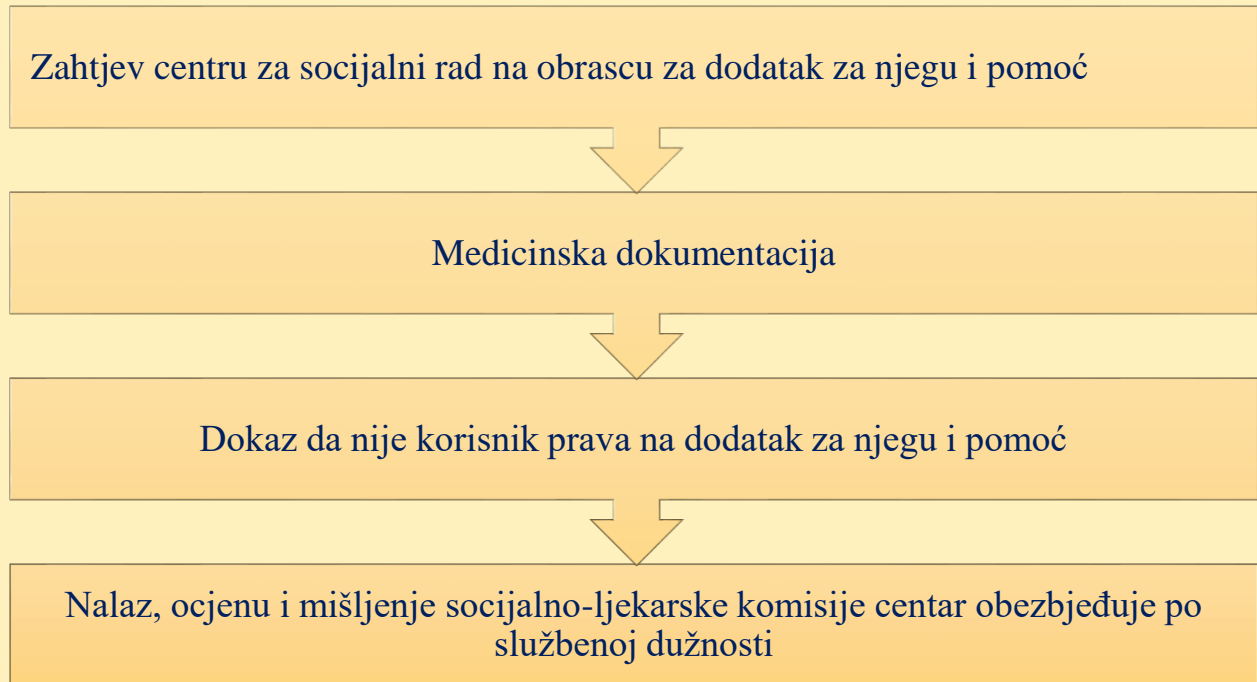 Zahtjev centru za socijalni rad na obrascu za dodatak za njegu i pomoć
Medicinska dokumentacija
Dokaz da nije korisnik prava na dodatak za njegu i pomoć
Nalaz, ocjenu i mišljenje socijalno-ljekarske komisije centar obezbjeđuje po
službenoj dužnosti